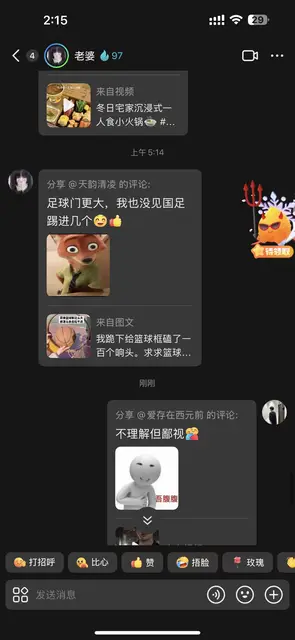 2:15
29
4
老婆
97
来自视频
冬日宅家沉浸式一
人食小火锅🍲 #...
上午 5:14
分享 @天韵清凌 的评论:
足球门更大，我也没见国足
踢进几个😊👍
待领取
来自图文
我跪下给篮球框磕了一
百个响头。求求篮球...
刚刚
分享 @爱存在西元前 的评论:
不理解但鄙视
吾腹腹
打招呼
比心
赞
捂脸
玫瑰
发送消息